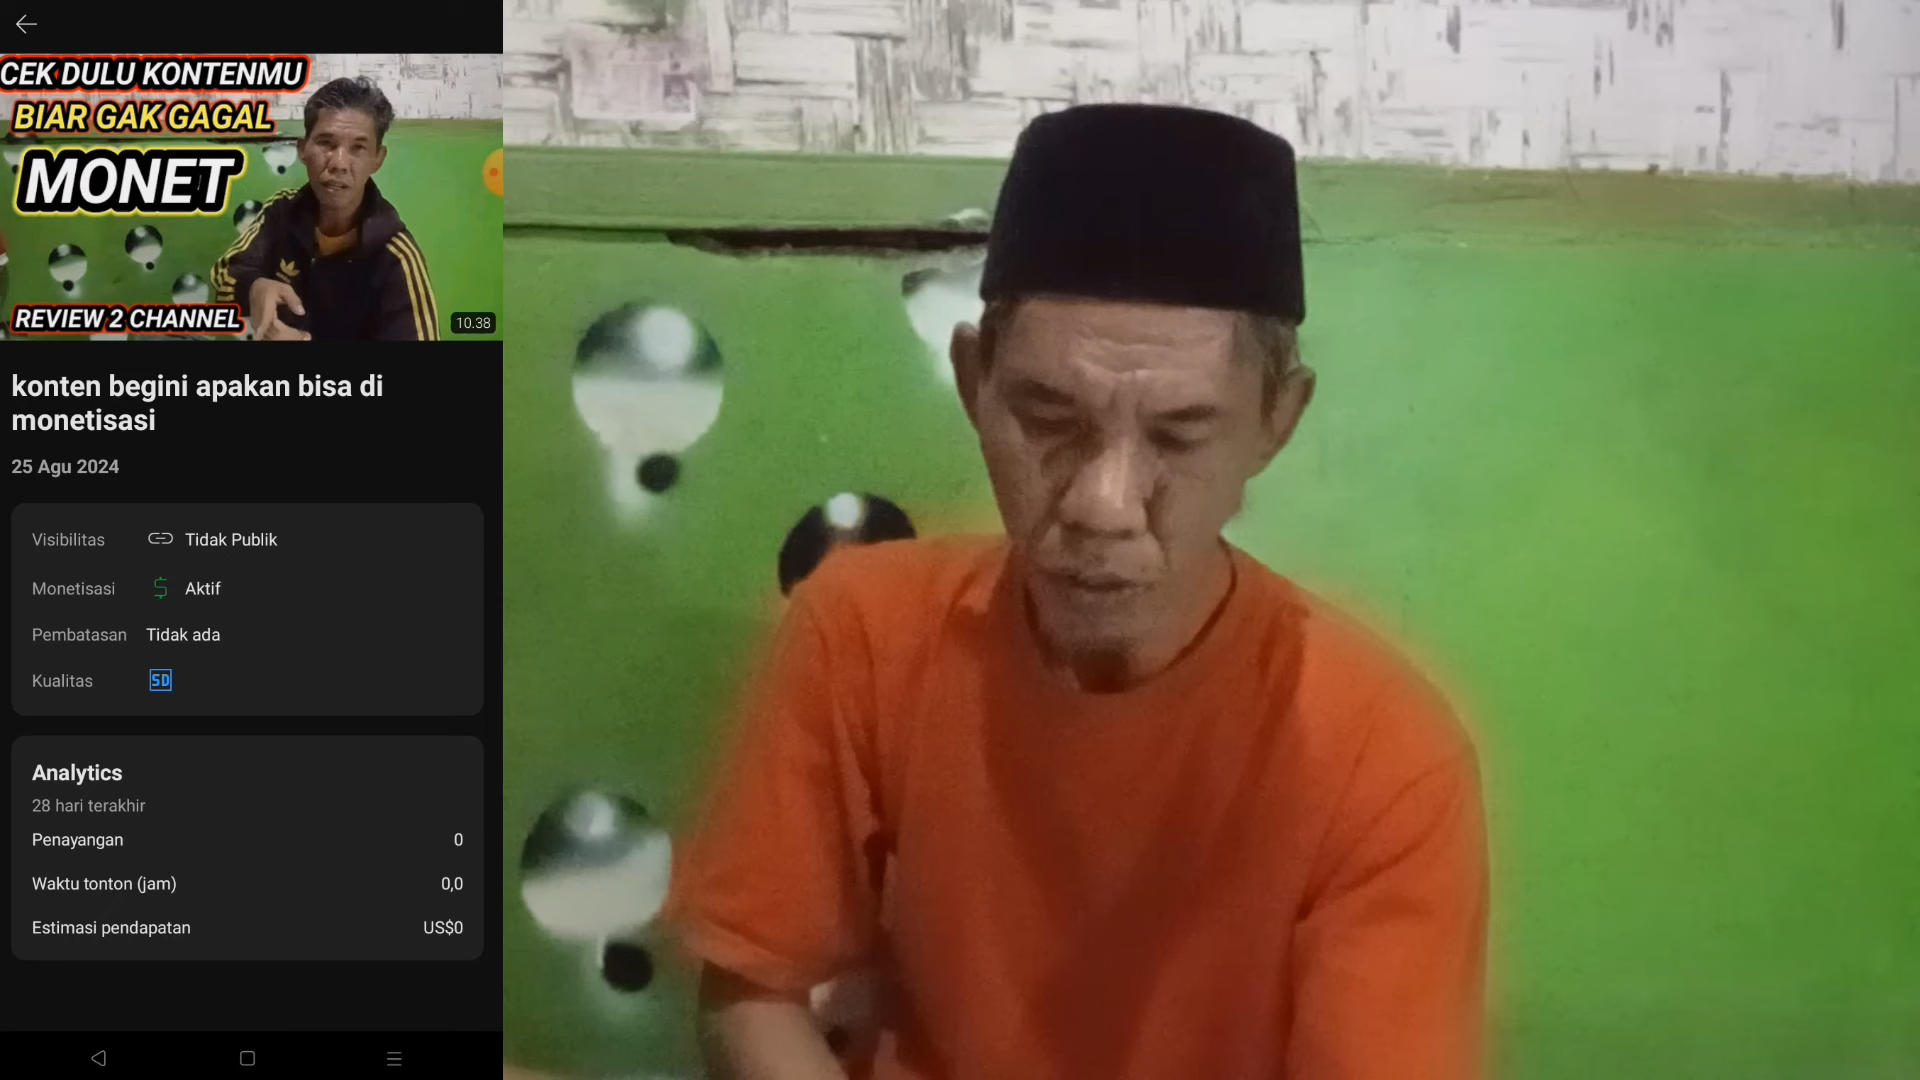 CEK DULU KONTENMU
BIAR GAK GAGAL
MONET
REVIEW 2 CHANNEL
10.38
konten begini apakan bisa di
monetisasi
25 Agu 2024
Visibilitas Tidak Publik
Monetisasi Aktif
Pembatasan Tidak ada
Kualitas SD
Analytics
28 hari terakhir
Penayangan 0
Waktu tonton (jam) 0,0
Estimasi pendapatan US$0